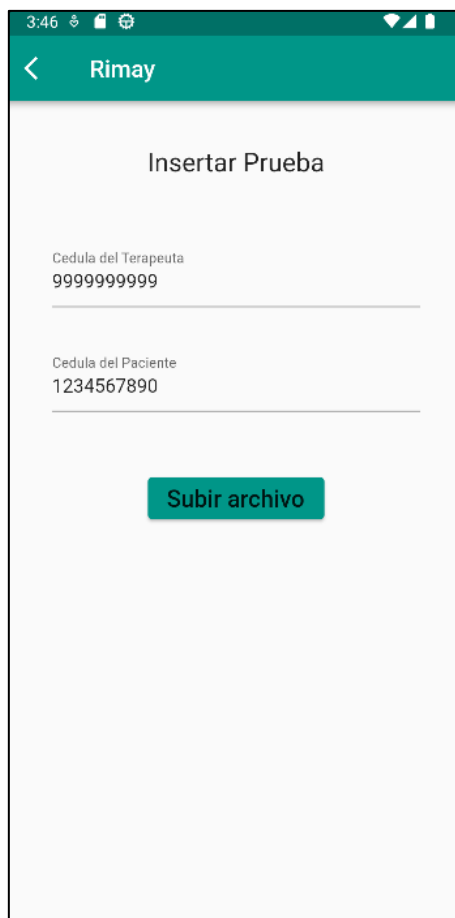 3:46
Rimay
Insertar Prueba
Cedula del Terapeuta
9999999999
Cedula del Paciente
1234567890
Subir archivo